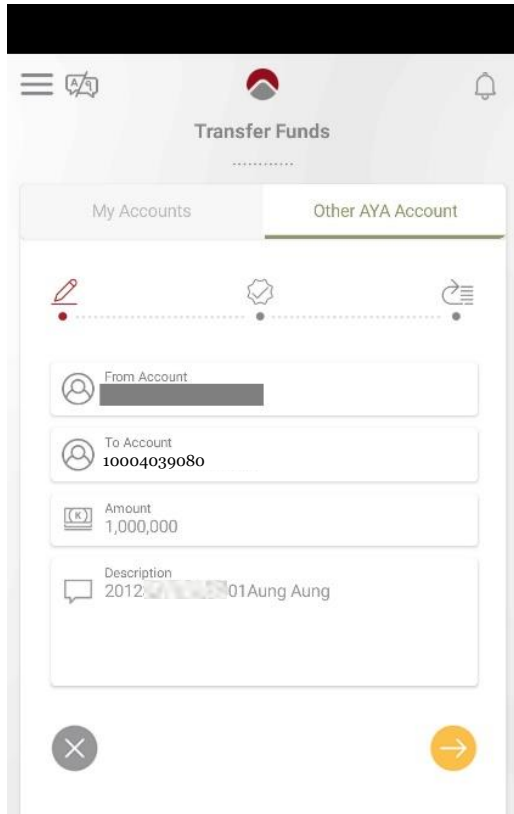 Transfer Funds
My Accounts
Other AYA Account
From Account
To Account
10004039080
Amount
1,000,000
Description
2012 01Aung Aung